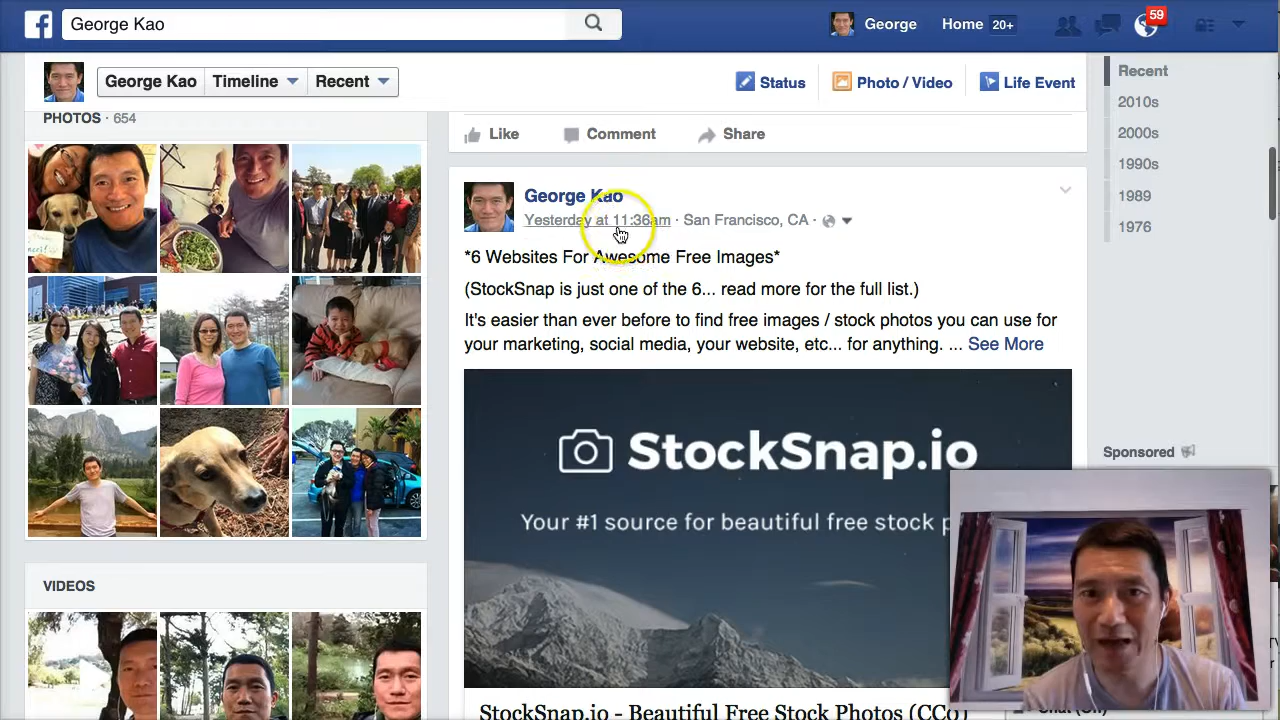 George Kao
George
Home 20+
59
George Kao
Timeline
Recent
Status
Photo / Video
Life Event
PHOTOS · 654
Like
Comment
Share
Recent
2010s
2000s
1990s
1989
1976
George Kao
Yesterday at 11:36am · San Francisco, CA ·
*6 Websites For Awesome Free Images*
(StockSnap is just one of the 6... read more for the full list.)
It's easier than ever before to find free images / stock photos you can use for
your marketing, social media, your website, etc... for anything. ... See More
StockSnap.io
Your #1 source for beautiful free stock p
Sponsored
VIDEOS
StockSnap.io - Beautiful Free Stock Photos (CC0)
Chat (Off)